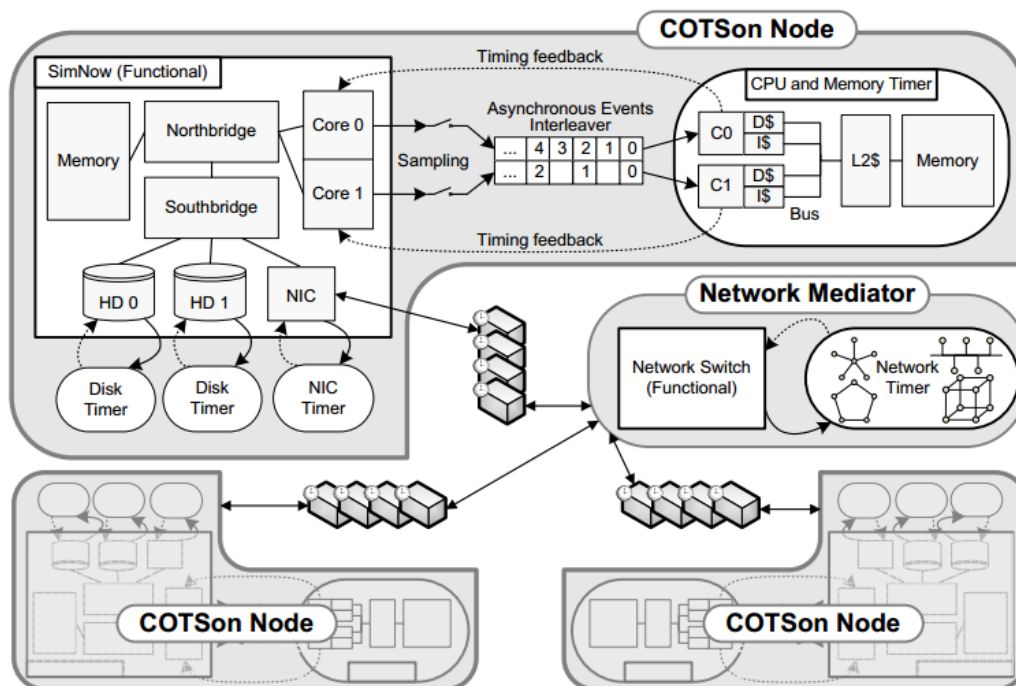 COTSon Node
SimNow (Functional)
Memory
Northbridge
Southbridge
Core 0
Core 1
HD 0
HD 1
NIC
Disk
Timer
Disk
Timer
NIC
Timer
Timing feedback
Sampling
Asynchronous Events
Interleaver
... 4 3 2 1 0
... 2 1 0
Timing feedback
CPU and Memory Timer
C0
D$
I$
C1
D$
I$
Bus
L2$
Memory
Network Mediator
Network Switch
(Functional)
Network
Timer
COTSon Node
COTSon Node